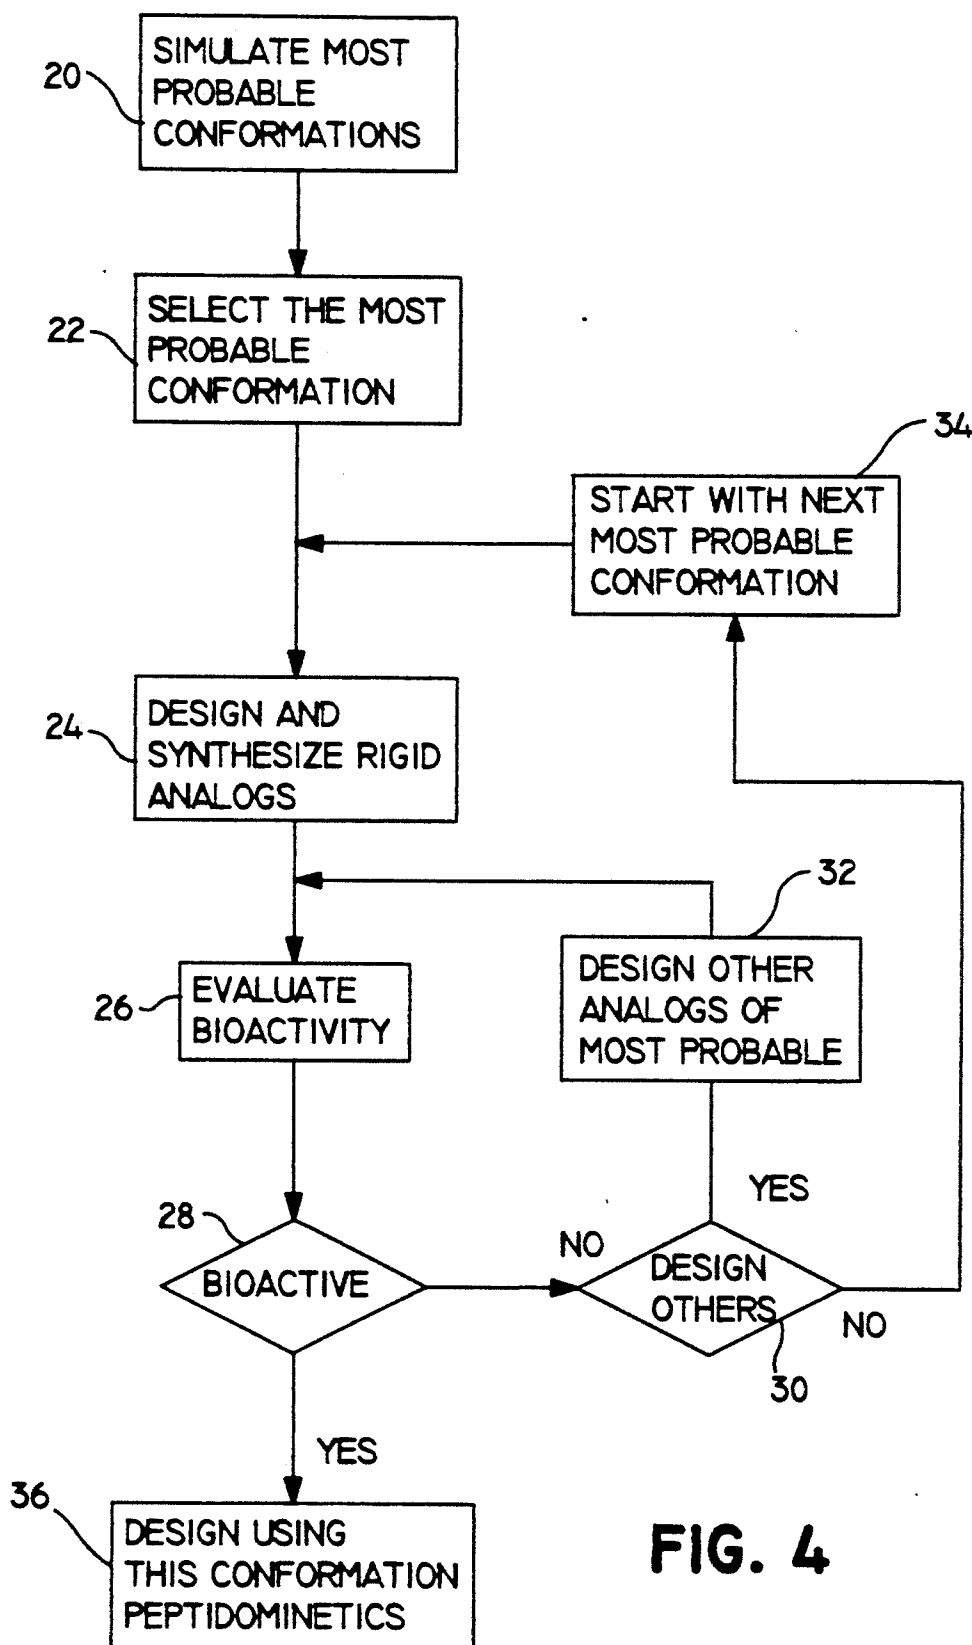 20
SIMULATE MOST
PROBABLE
CONFORMATIONS
22
SELECT THE MOST
PROBABLE
CONFORMATION
34
START WITH NEXT
MOST PROBABLE
CONFORMATION
24
DESIGN AND
SYNTHESIZE RIGID
ANALOGS
32
DESIGN OTHER
ANALOGS OF
MOST PROBABLE
26
EVALUATE
BIOACTIVITY
YES
28
BIOACTIVE
NO
DESIGN
OTHERS
NO
30
YES
36
DESIGN USING
THIS CONFORMATION
PEPTIDOMINETICS
FIG. 4